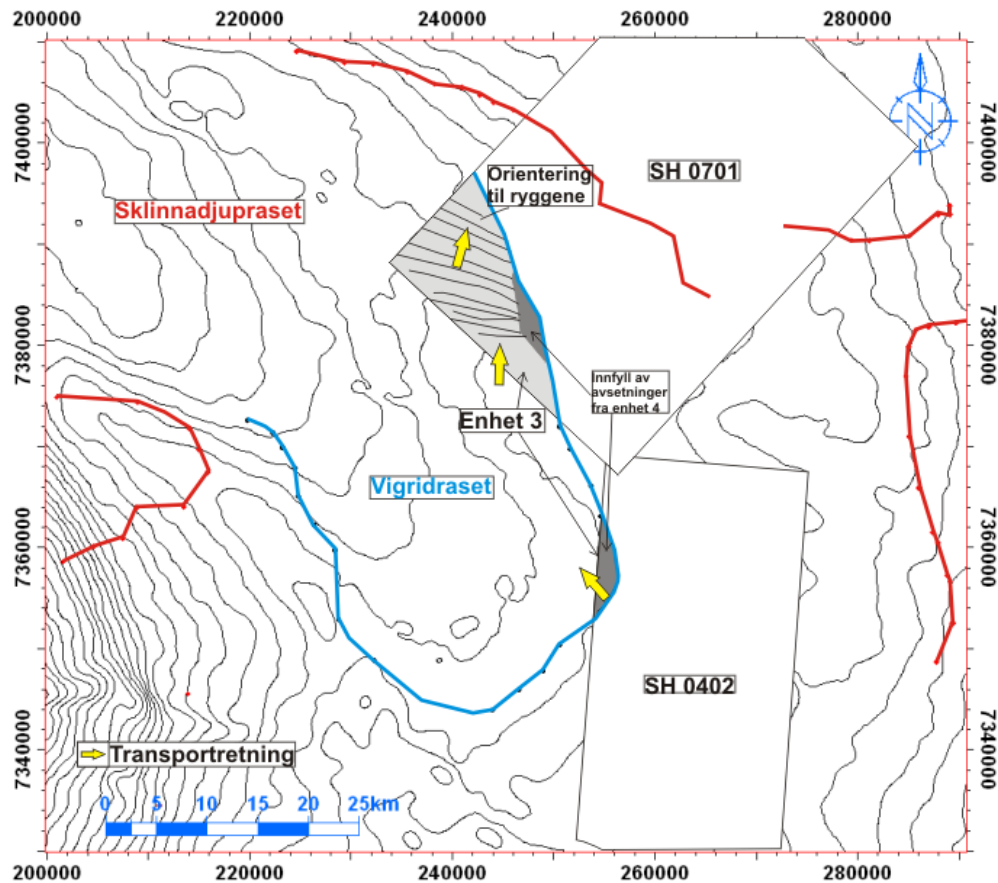 200000 220000 240000 260000 280000
7400000
7400000
SH 0701
Orientering
til ryggene
Sklinnadjupraset
7380000
7380000
Innfyll av
avsetninger
fra enhet 4
Enhet 3
Vigridraset
7360000
7360000
SH 0402
7340000
7340000
Transportretning
0 5 10 15 20 25km
200000 220000 240000 260000 280000
N